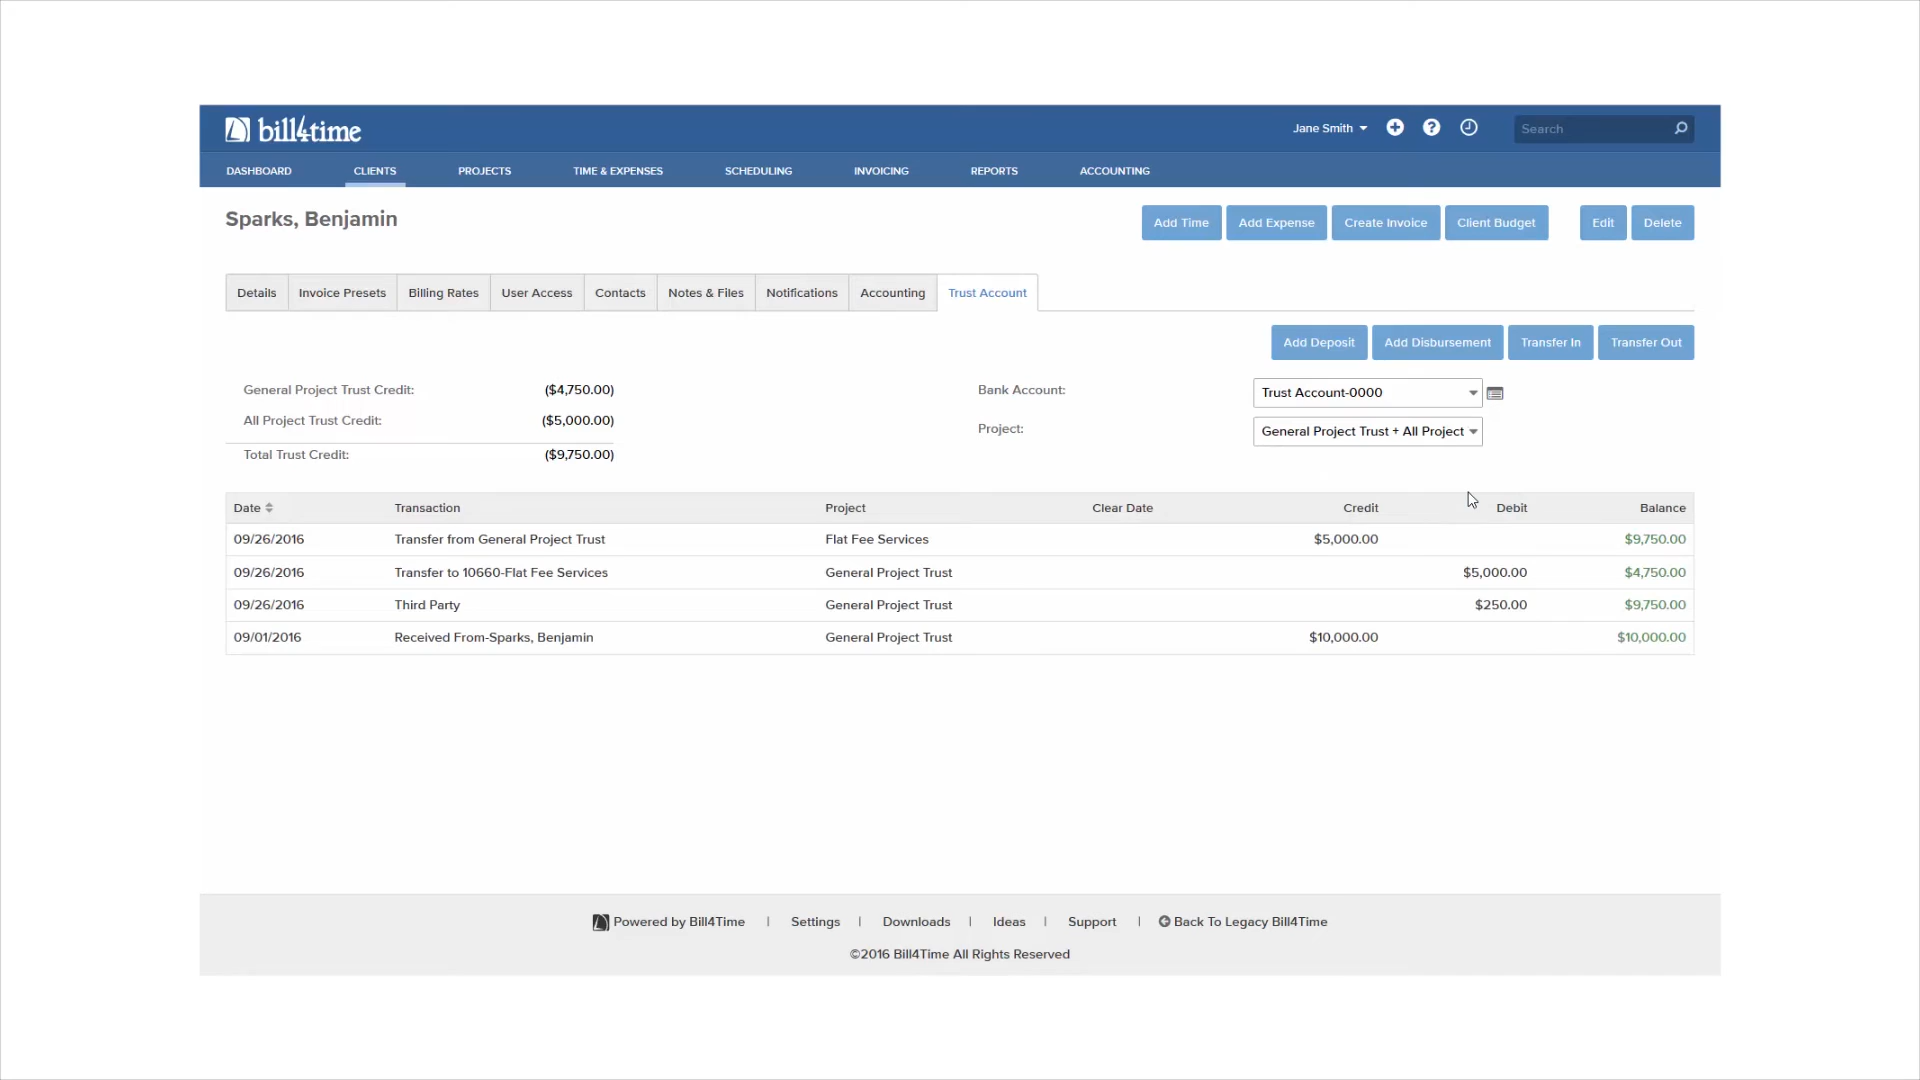 bill4time
Jane Smith
Search
DASHBOARD CLIENTS PROJECTS TIME & EXPENSES SCHEDULING INVOICING REPORTS ACCOUNTING
Sparks, Benjamin
Add Time Add Expense Create Invoice Client Budget Edit Delete
Details Invoice Presets Billing Rates User Access Contacts Notes & Files Notifications Accounting Trust Account
Add Deposit Add Disbursement Transfer In Transfer Out
General Project Trust Credit: ($4,750.00) Bank Account: Trust Account-0000
All Project Trust Credit: ($5,000.00) Project: General Project Trust + All Project
Total Trust Credit: ($9,750.00)
Date Transaction Project Clear Date Credit Debit Balance
09/26/2016 Transfer from General Project Trust Flat Fee Services $5,000.00 $9,750.00
09/26/2016 Transfer to 10660-Flat Fee Services General Project Trust $5,000.00 $4,750.00
09/26/2016 Third Party General Project Trust $250.00 $9,750.00
09/01/2016 Received From-Sparks, Benjamin General Project Trust $10,000.00 $10,000.00
Powered by Bill4Time | Settings | Downloads | Ideas | Support | Back To Legacy Bill4Time
©2016 Bill4Time All Rights Reserved